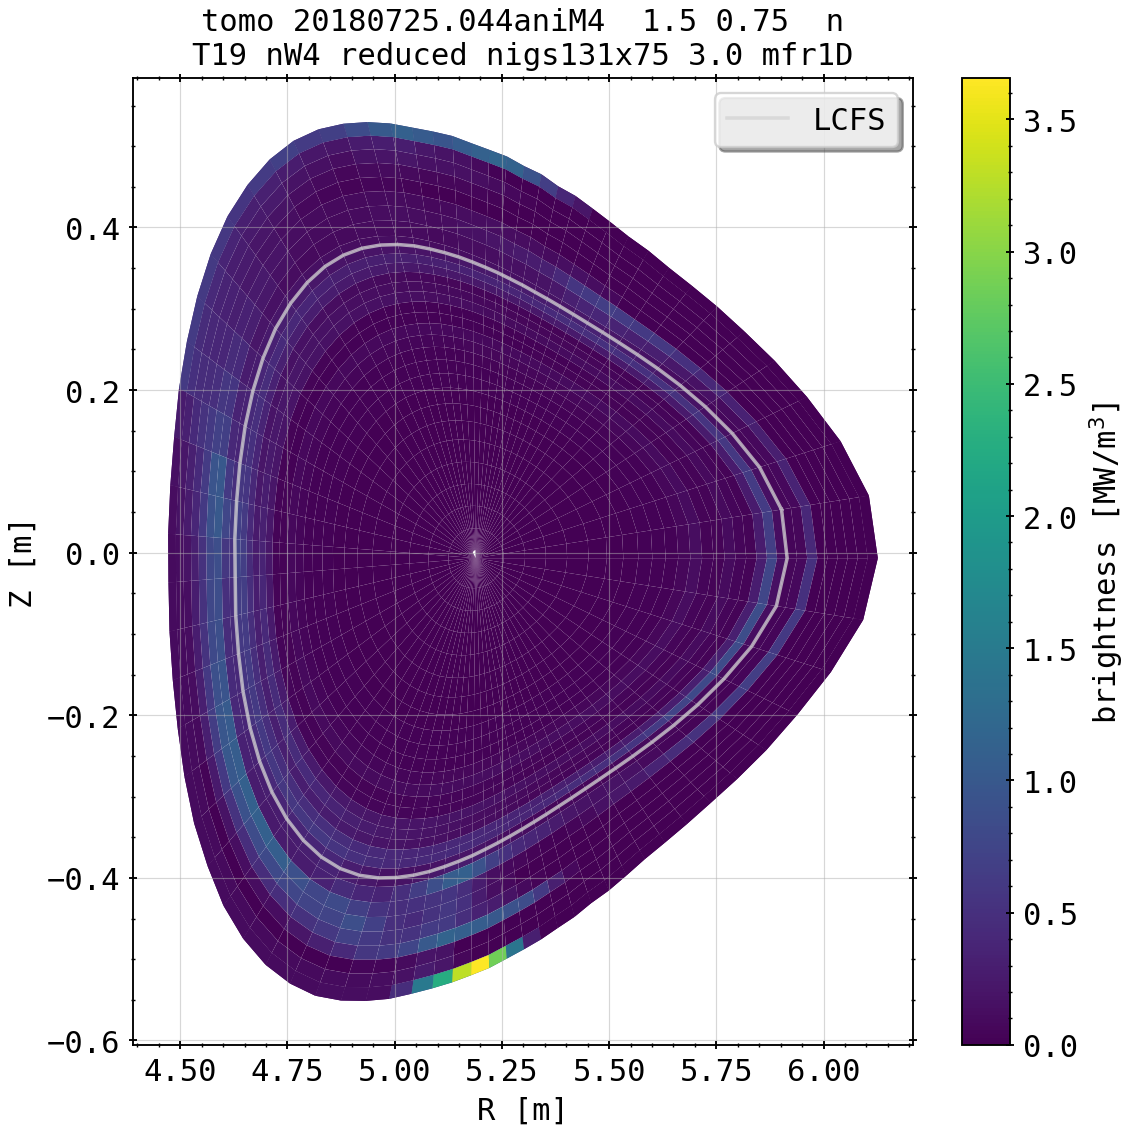 tomo 20180725.044aniM4  1.5 0.75  n
T19 nW4 reduced nigs131x75 3.0 mfr1D
LCFS
0.4
0.2
0.0
−0.2
−0.4
−0.6
Z [m]
4.50 4.75 5.00 5.25 5.50 5.75 6.00
R [m]
3.5
3.0
2.5
2.0
1.5
1.0
0.5
0.0
brightness [MW/m³]